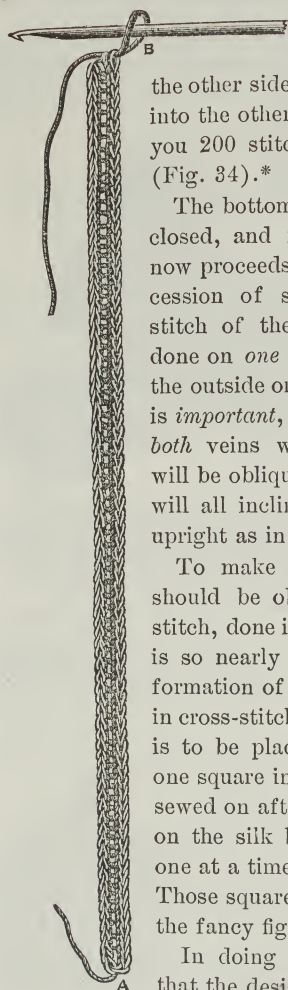 B
the other side
into the other
you 200 stitc
(Fig. 34).*
The bottom
closed, and
now proceeds
cession of s
stitch of the
done on one
the outside on
is important,
both veins w
will be obliqu
will all inclin
upright as in
To make
should be ob
stitch, done i
is so nearly
formation of
in cross-stitch
is to be plac
one square in
sewed on aft
on the silk b
one at a time
Those square
the fancy fig
In doing
that the desi
A